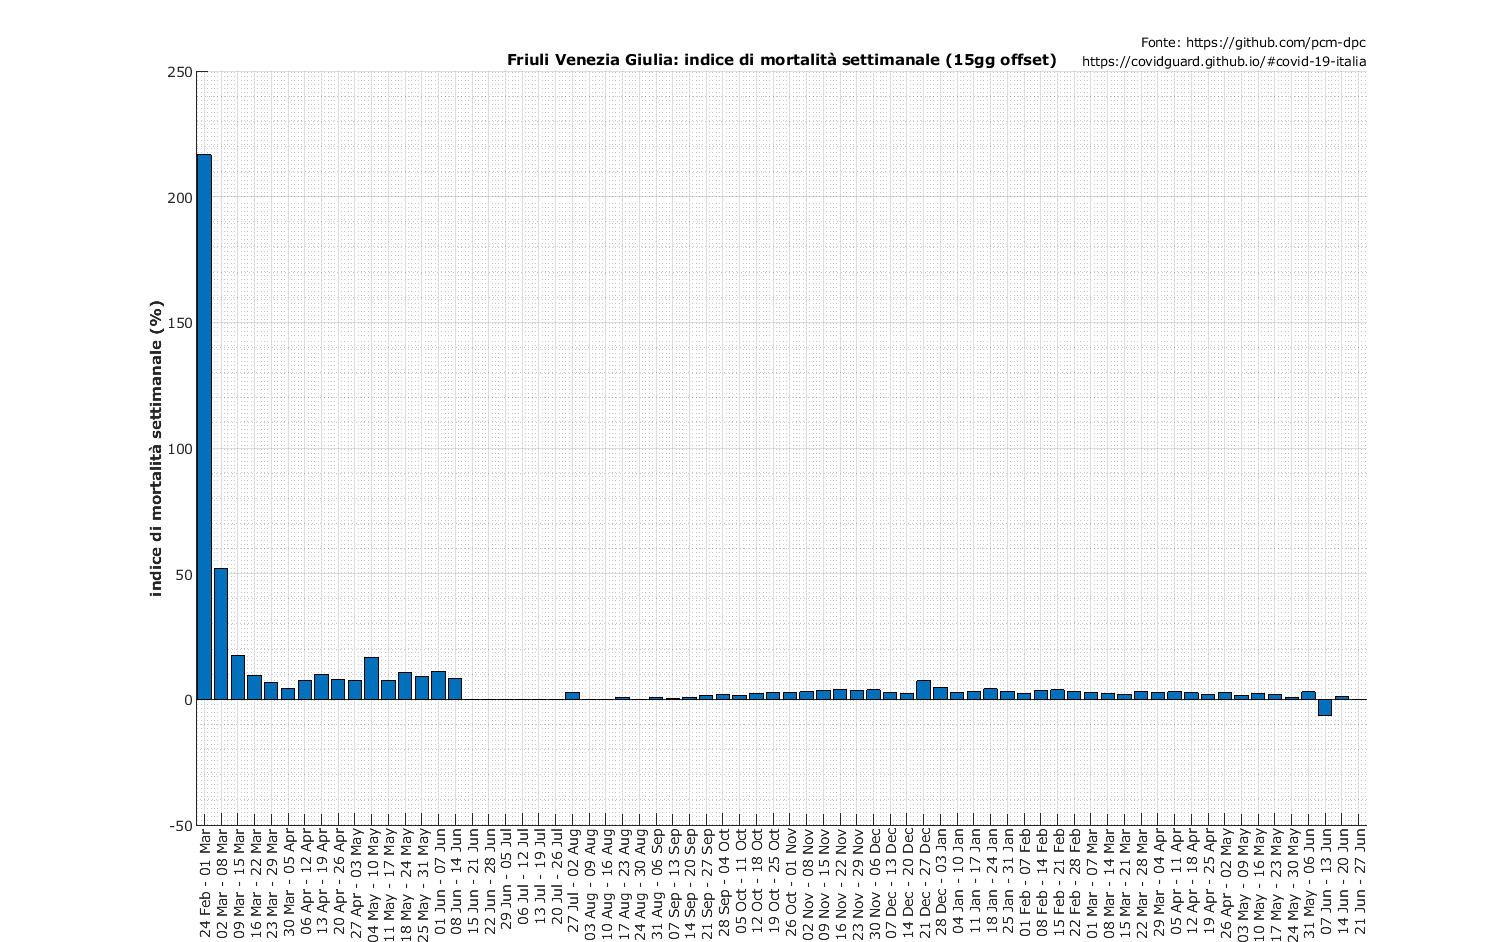 Fonte: https://github.com/pcm-dpc
Friuli Venezia Giulia: indice di mortalità settimanale (15gg offset)
https://covidguard.github.io/#covid-19-italia
indice di mortalità settimanale (%)
250
200
150
100
50
0
-50
24 Feb - 01 Mar
02 Mar - 08 Mar
09 Mar - 15 Mar
16 Mar - 22 Mar
23 Mar - 29 Mar
30 Mar - 05 Apr
06 Apr - 12 Apr
13 Apr - 19 Apr
20 Apr - 26 Apr
27 Apr - 03 May
04 May - 10 May
11 May - 17 May
18 May - 24 May
25 May - 31 May
01 Jun - 07 Jun
08 Jun - 14 Jun
15 Jun - 21 Jun
22 Jun - 28 Jun
29 Jun - 05 Jul
06 Jul - 12 Jul
13 Jul - 19 Jul
20 Jul - 26 Jul
27 Jul - 02 Aug
03 Aug - 09 Aug
10 Aug - 16 Aug
17 Aug - 23 Aug
24 Aug - 30 Aug
31 Aug - 06 Sep
07 Sep - 13 Sep
14 Sep - 20 Sep
21 Sep - 27 Sep
28 Sep - 04 Oct
05 Oct - 11 Oct
12 Oct - 18 Oct
19 Oct - 25 Oct
26 Oct - 01 Nov
02 Nov - 08 Nov
09 Nov - 15 Nov
16 Nov - 22 Nov
23 Nov - 29 Nov
30 Nov - 06 Dec
07 Dec - 13 Dec
14 Dec - 20 Dec
21 Dec - 27 Dec
28 Dec - 03 Jan
04 Jan - 10 Jan
11 Jan - 17 Jan
18 Jan - 24 Jan
25 Jan - 31 Jan
01 Feb - 07 Feb
08 Feb - 14 Feb
15 Feb - 21 Feb
22 Feb - 28 Feb
01 Mar - 07 Mar
08 Mar - 14 Mar
15 Mar - 21 Mar
22 Mar - 28 Mar
29 Mar - 04 Apr
05 Apr - 11 Apr
12 Apr - 18 Apr
19 Apr - 25 Apr
26 Apr - 02 May
03 May - 09 May
10 May - 16 May
17 May - 23 May
24 May - 30 May
31 May - 06 Jun
07 Jun - 13 Jun
14 Jun - 20 Jun
21 Jun - 27 Jun